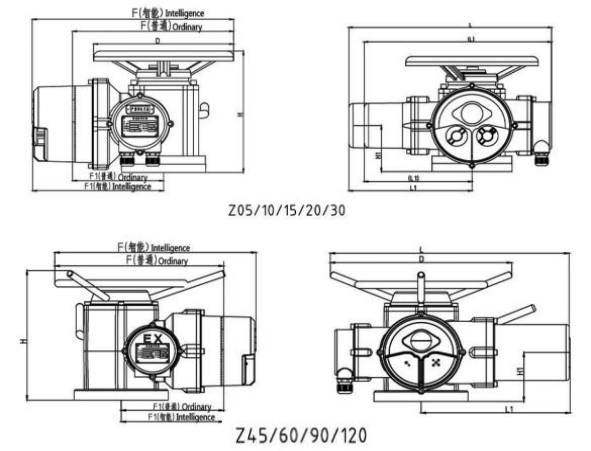 F(智能) Intelligence
F(普通) Ordinary
D
H
F1(普通) Ordinary
F1(智能) Intelligence
L
(L)
H1
(L1)
L1
Z05/10/15/20/30
F(智能) Intelligence
F(普通) Ordinary
H
EX
F1(普通) Ordinary
F1(智能) Intelligence
L
D
H1
L1
Z45/60/90/120